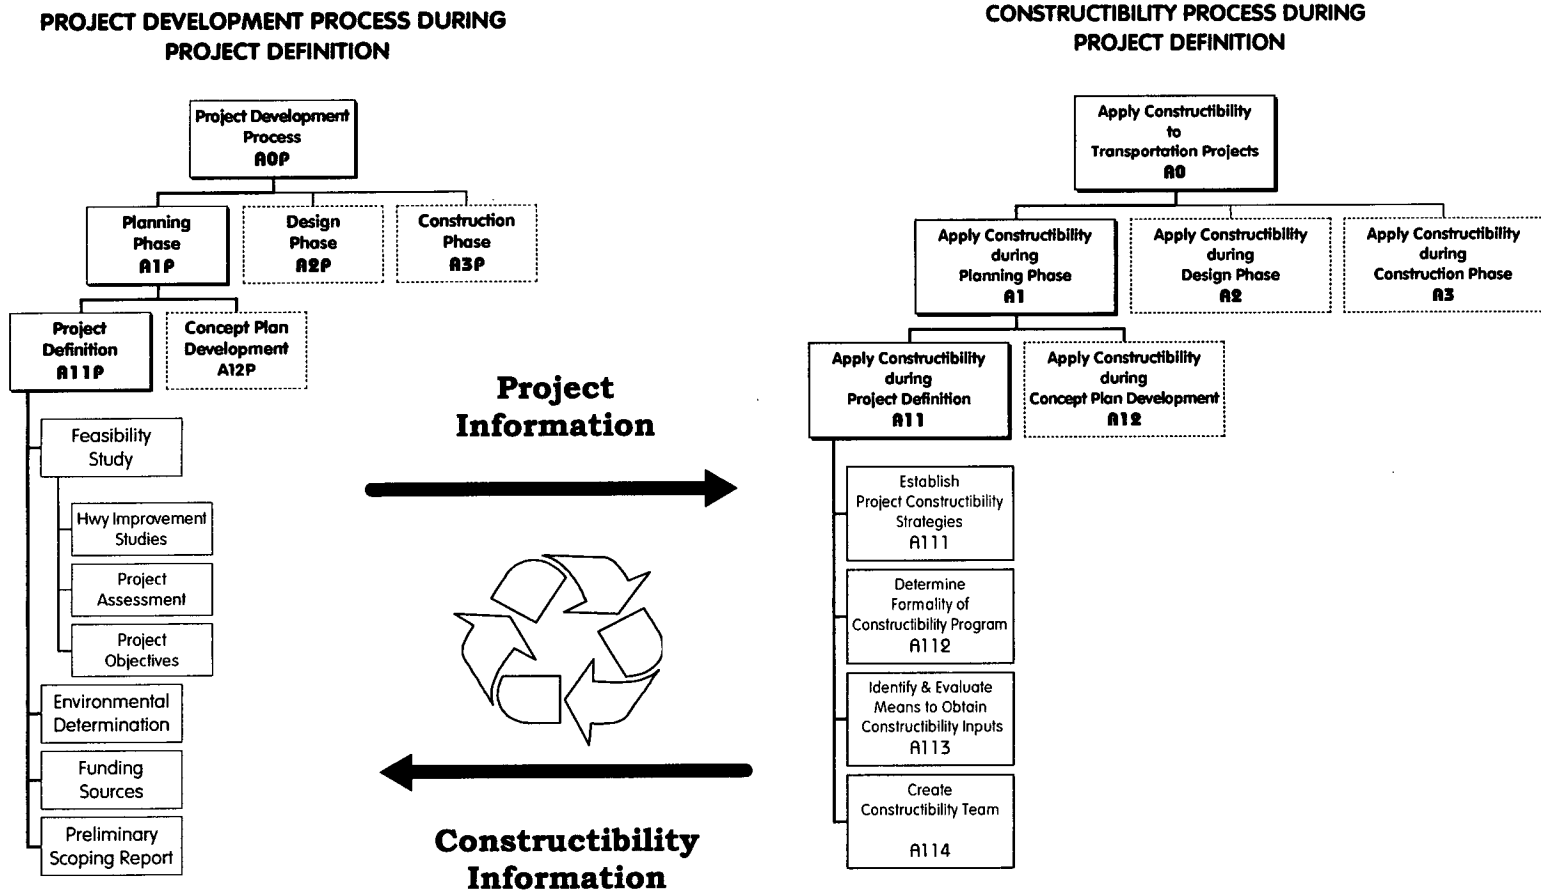 PROJECT DEVELOPMENT PROCESS DURING
PROJECT DEFINITION
Project Development
Process
A0P
Planning
Phase
A1P
Design
Phase
A2P
Construction
Phase
A3P
Project
Definition
A11P
Concept Plan
Development
A12P
Feasibility
Study
Hwy Improvement
Studies
Project
Assessment
Project
Objectives
Environmental
Determination
Funding
Sources
Preliminary
Scoping Report
Project
Information
Constructibility
Information
CONSTRUCTIBILITY PROCESS DURING
PROJECT DEFINITION
Apply Constructibility
to
Transportation Projects
A0
Apply Constructibility
during
Planning Phase
A1
Apply Constructibility
during
Design Phase
A2
Apply Constructibility
during
Construction Phase
A3
Apply Constructibility
during
Project Definition
A11
Apply Constructibility
during
Concept Plan Development
A12
Establish
Project Constructibility
Strategies
A111
Determine
Formality of
Constructibility Program
A112
Identify & Evaluate
Means to Obtain
Constructibility Inputs
A113
Create
Constructibility Team
A114